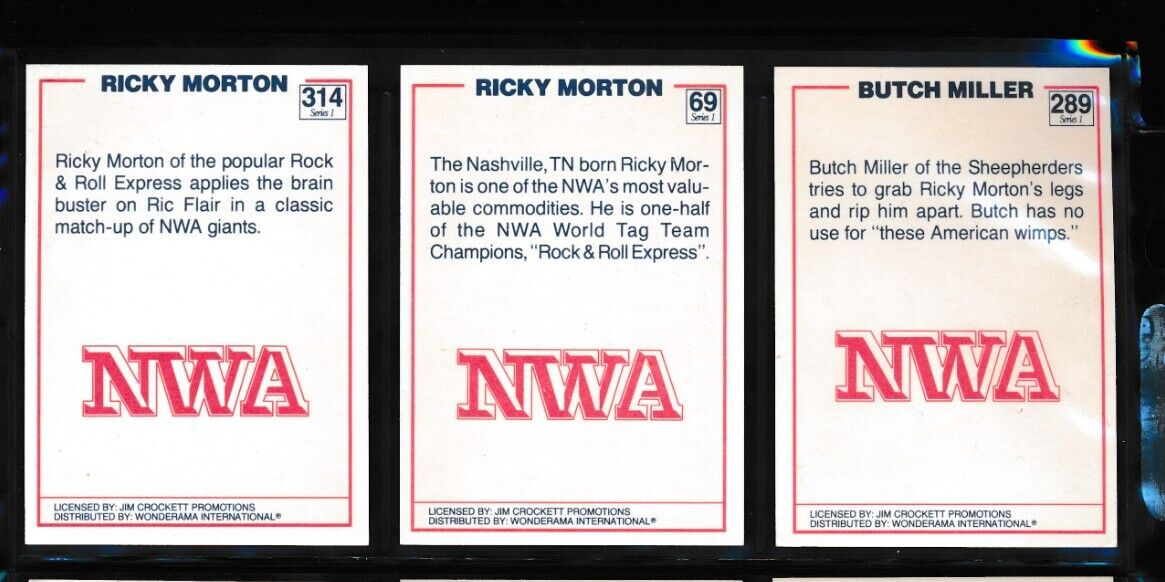 RICKY MORTON
314
Series 1
Ricky Morton of the popular Rock
& Roll Express applies the brain
buster on Ric Flair in a classic
match-up of NWA giants.
NWA
LICENSED BY: JIM CROCKETT PROMOTIONS
DISTRIBUTED BY: WONDERAMA INTERNATIONAL®
RICKY MORTON
69
Series 1
The Nashville, TN born Ricky Mor-
ton is one of the NWA's most valu-
able commodities. He is one-half
of the NWA World Tag Team
Champions, "Rock & Roll Express".
NWA
LICENSED BY: JIM CROCKETT PROMOTIONS
DISTRIBUTED BY: WONDERAMA INTERNATIONAL®
BUTCH MILLER
289
Series 1
Butch Miller of the Sheepherders
tries to grab Ricky Morton's legs
and rip him apart. Butch has no
use for "these American wimps."
NWA
LICENSED BY: JIM CROCKETT PROMOTIONS
DISTRIBUTED BY: WONDERAMA INTERNATIONAL®